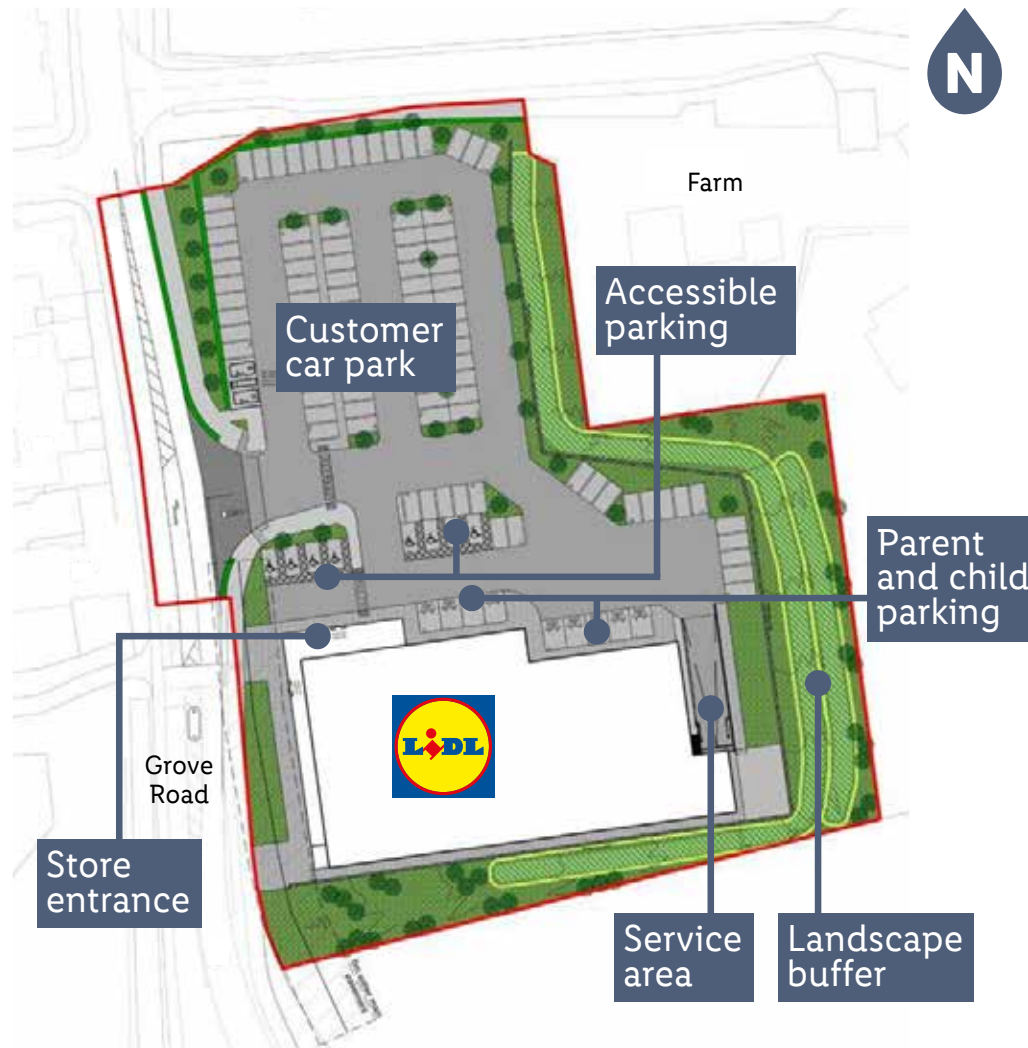 N
Farm
Accessible
parking
Customer
car park
Parent
and child
parking
LIDL
Grove
Road
Store
entrance
Service
area
Landscape
buffer